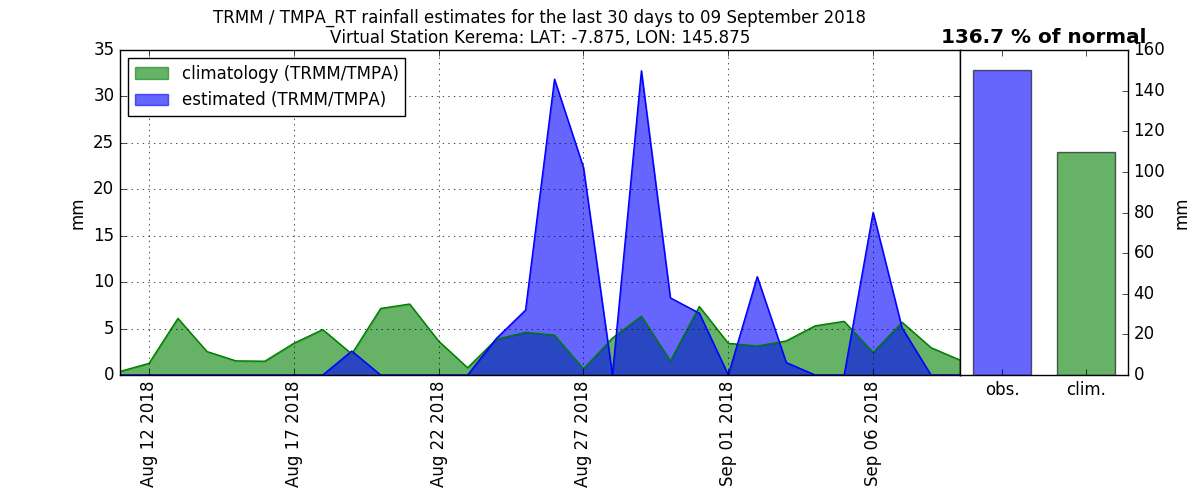 TRMM / TMPA_RT rainfall estimates for the last 30 days to 09 September 2018
Virtual Station Kerema: LAT: -7.875, LON: 145.875
136.7 % of normal
climatology (TRMM/TMPA)
estimated (TRMM/TMPA)
35
30
25
20
15
10
5
0
mm
Aug 12 2018
Aug 17 2018
Aug 22 2018
Aug 27 2018
Sep 01 2018
Sep 06 2018
160
140
120
100
80
60
40
20
0
mm
obs.
clim.